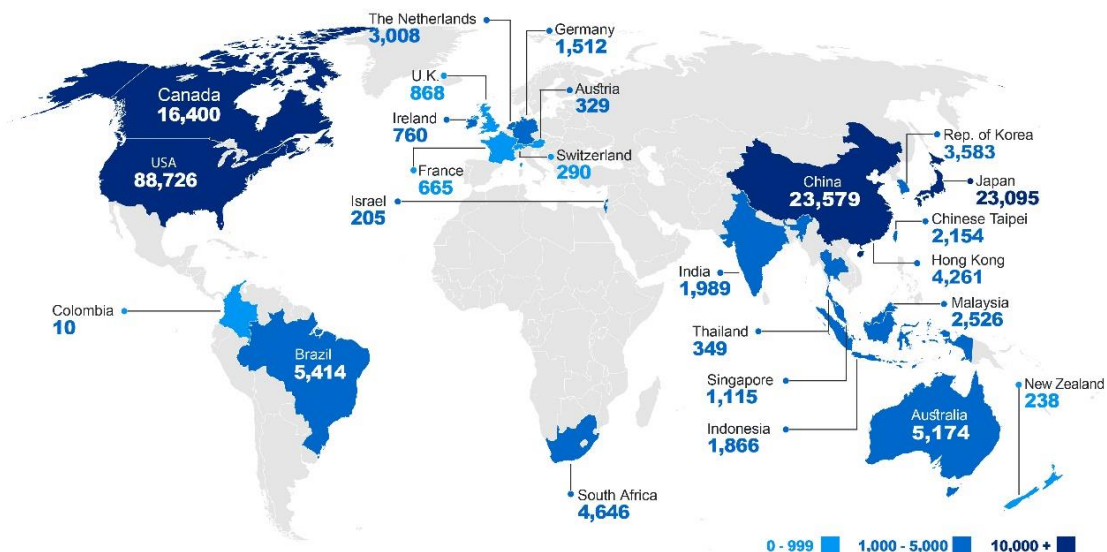 The Netherlands
3,008
Germany
1,512
Canada
16,400
U.K.
868
Austria
329
Ireland
760
Rep. of Korea
3,583
USA
88,726
France
665
Switzerland
290
China
23,579
Japan
23,095
Israel
205
Chinese Taipei
2,154
Hong Kong
4,261
India
1,989
Colombia
10
Malaysia
2,526
Thailand
349
Brazil
5,414
Singapore
1,115
New Zealand
238
Australia
5,174
Indonesia
1,866
South Africa
4,646
0 - 999 1,000 - 5,000 10,000 +